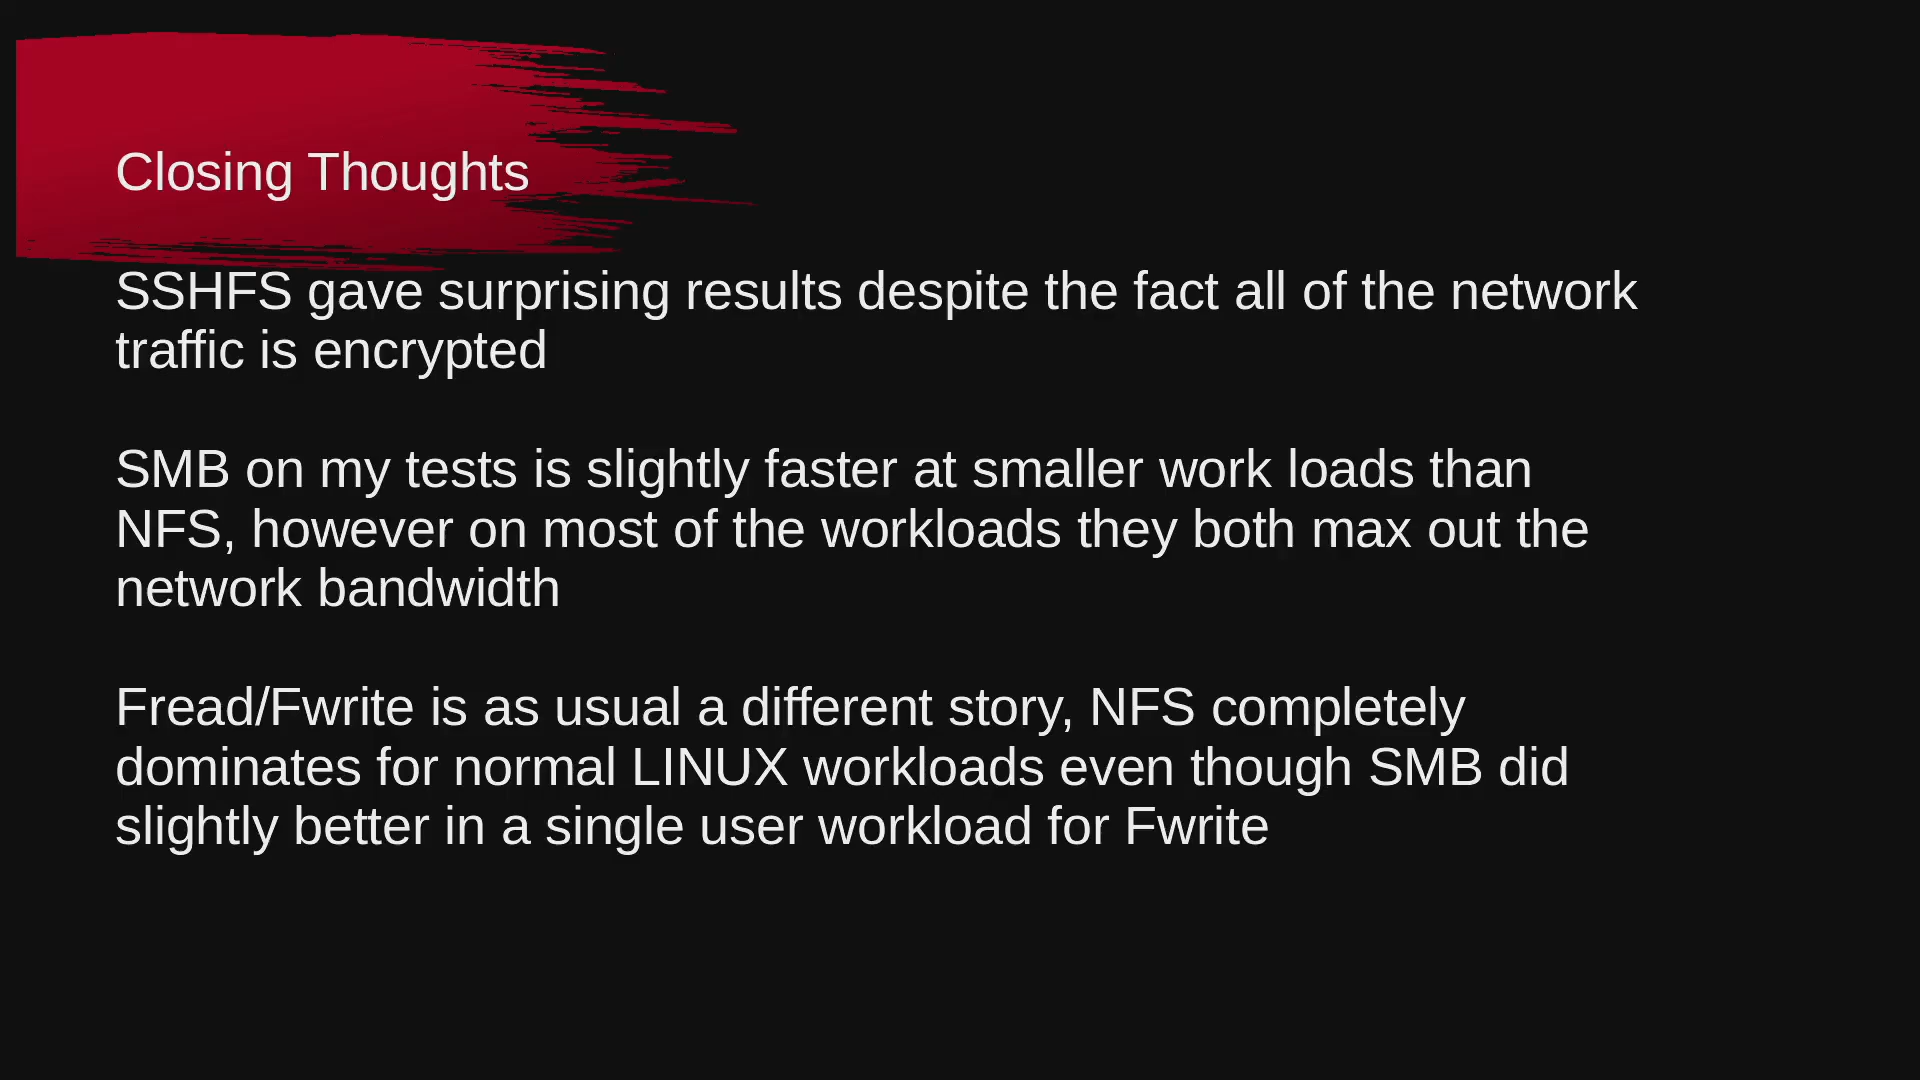 Closing Thoughts
SSHFS gave surprising results despite the fact all of the network
traffic is encrypted
SMB on my tests is slightly faster at smaller work loads than
NFS, however on most of the workloads they both max out the
network bandwidth
Fread/Fwrite is as usual a different story, NFS completely
dominates for normal LINUX workloads even though SMB did
slightly better in a single user workload for Fwrite